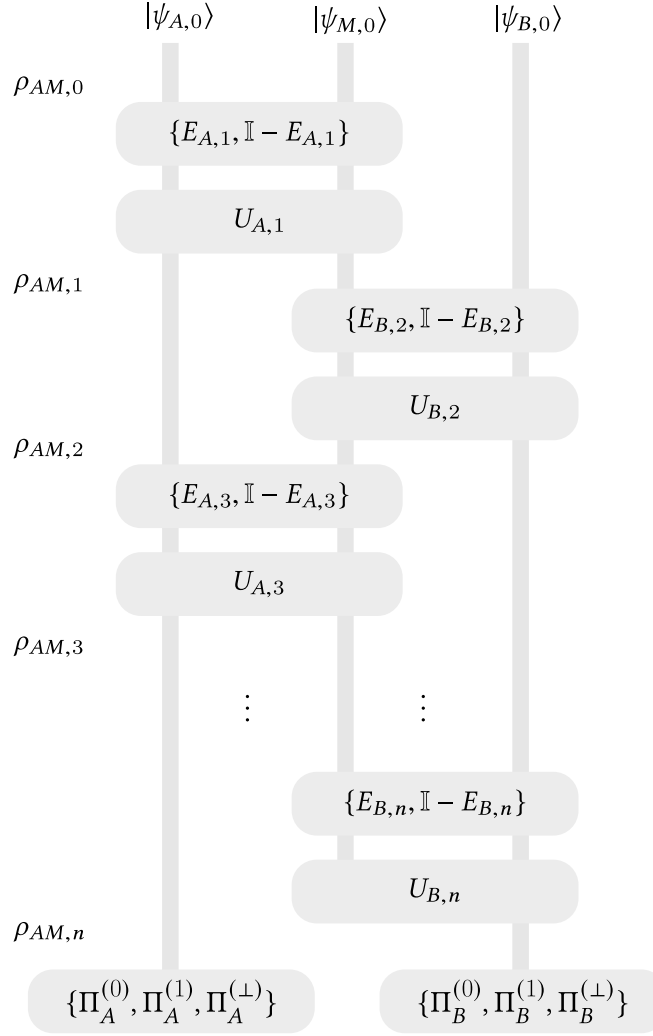 |ψ_{A,0}⟩ |ψ_{M,0}⟩ |ψ_{B,0}⟩
ρ_{AM,0}
{E_{A,1}, 𝕀 − E_{A,1}}
U_{A,1}
ρ_{AM,1}
{E_{B,2}, 𝕀 − E_{B,2}}
U_{B,2}
ρ_{AM,2}
{E_{A,3}, 𝕀 − E_{A,3}}
U_{A,3}
ρ_{AM,3}
⋮ ⋮
{E_{B,n}, 𝕀 − E_{B,n}}
U_{B,n}
ρ_{AM,n}
{Π_A^{(0)}, Π_A^{(1)}, Π_A^{(⊥)}} {Π_B^{(0)}, Π_B^{(1)}, Π_B^{(⊥)}}